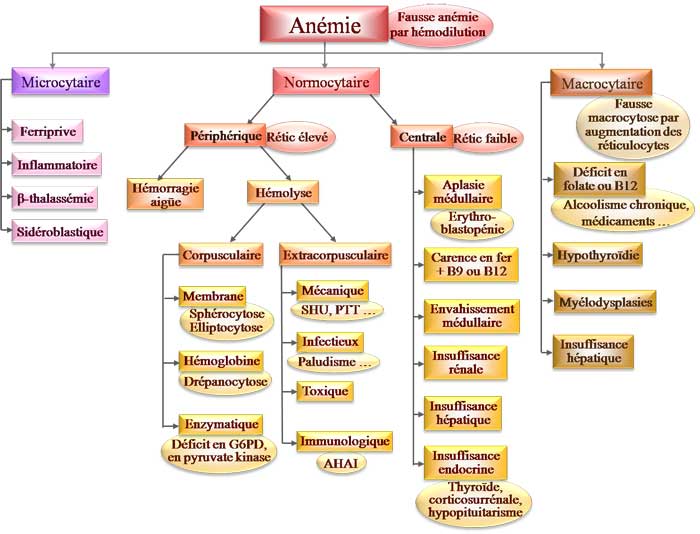 Anémie
Fausse anémie
par hémodilution
Microcytaire
Normocytaire
Macrocytaire
Ferriprive
Inflammatoire
β-thalassémie
Sidéroblastique
Périphérique
Rétic élevé
Hémorragie
aigüe
Hémolyse
Corpusculaire
Membrane
Sphérocytose
Elliptocytose
Hémoglobine
Drépanocytose
Enzymatique
Déficit en G6PD,
en pyruvate kinase
Extracorpusculaire
Mécanique
SHU, PTT ...
Infectieux
Paludisme ...
Toxique
Immunologique
AHAI
Centrale
Rétic faible
Aplasie
médullaire
Erythro-
blastopénie
Carence en fer
+ B9 ou B12
Envahissement
médullaire
Insuffisance
rénale
Insuffisance
hépatique
Insuffisance
endocrine
Thyroïde,
corticosurrénale,
hypopituitarisme
Fausse
macrocytose par
augmentation des
réticulocytes
Déficit en
folate ou B12
Alcoolisme chronique,
médicaments ...
Hypothyroïdie
Myélodysplasies
Insuffisance
hépatique